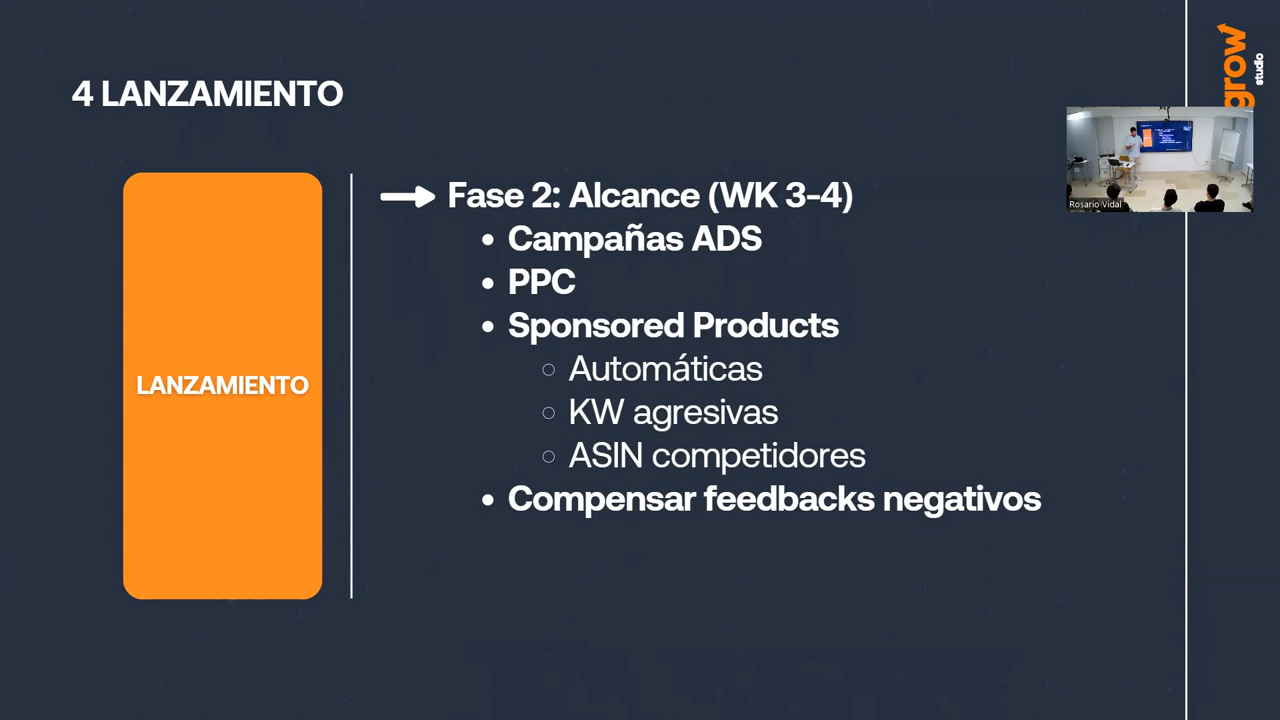 4 LANZAMIENTO
grow
studio
Rosario Vidal
LANZAMIENTO
Fase 2: Alcance (WK 3-4)
• Campañas ADS
• PPC
• Sponsored Products
○ Automáticas
○ KW agresivas
○ ASIN competidores
• Compensar feedbacks negativos